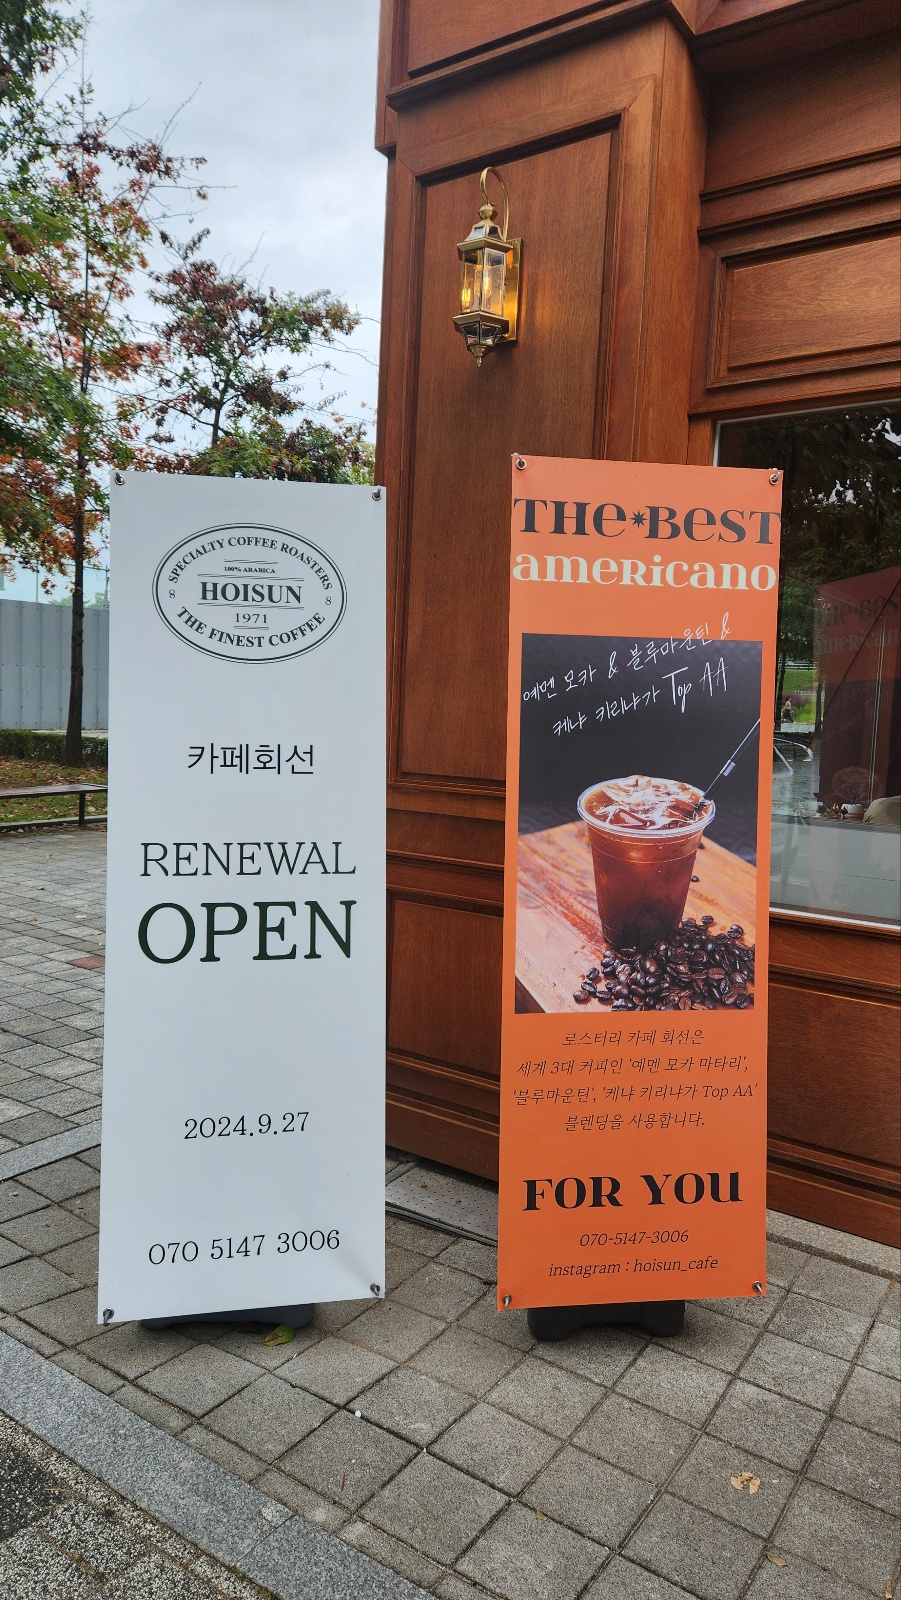 SPECIALTY COFFEE ROASTERS
100% ARABICA
8 HOISUN 8
1971
THE FINEST COFFEE
카페회선
RENEWAL
OPEN
2024.9.27
070 5147 3006
THE BEST
americano
예멘 모카 & 블루마운틴 &
케냐 키리냐가 Top AA
로스터리 카페 회선은
세계 3대 커피인 '예멘 모카 마타리',
'블루마운틴', '케냐 키리냐가 Top AA'
블렌딩을 사용합니다.
FOR YOU
070-5147-3006
instagram : hoisun_cafe